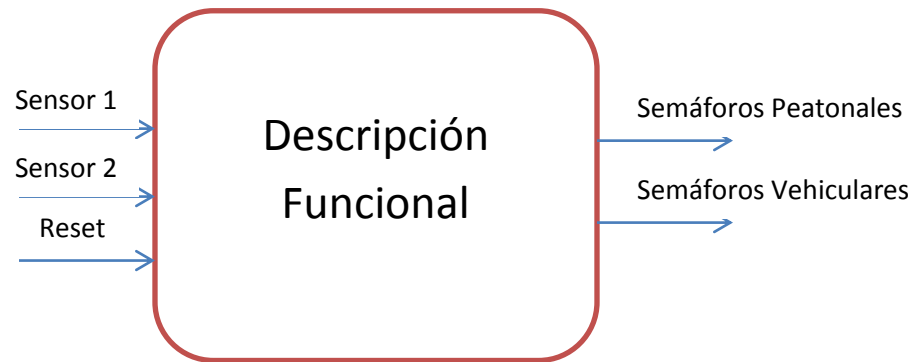 Sensor 1
Sensor 2
Reset
Descripción
Funcional
Semáforos Peatonales
Semáforos Vehiculares